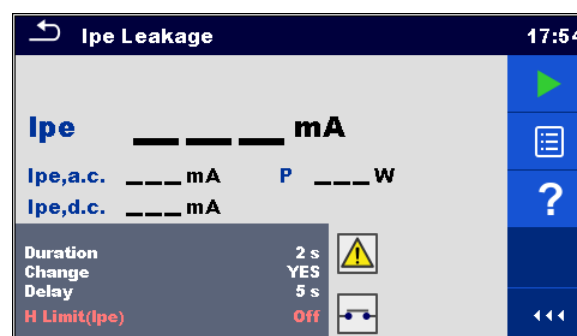 Ipe Leakage 17:54
Ipe ___ mA
Ipe,a.c. ___ mA P ___ W
Ipe,d.c. ___ mA
Duration 2 s
Change YES
Delay 5 s
H Limit(Ipe) Off
?